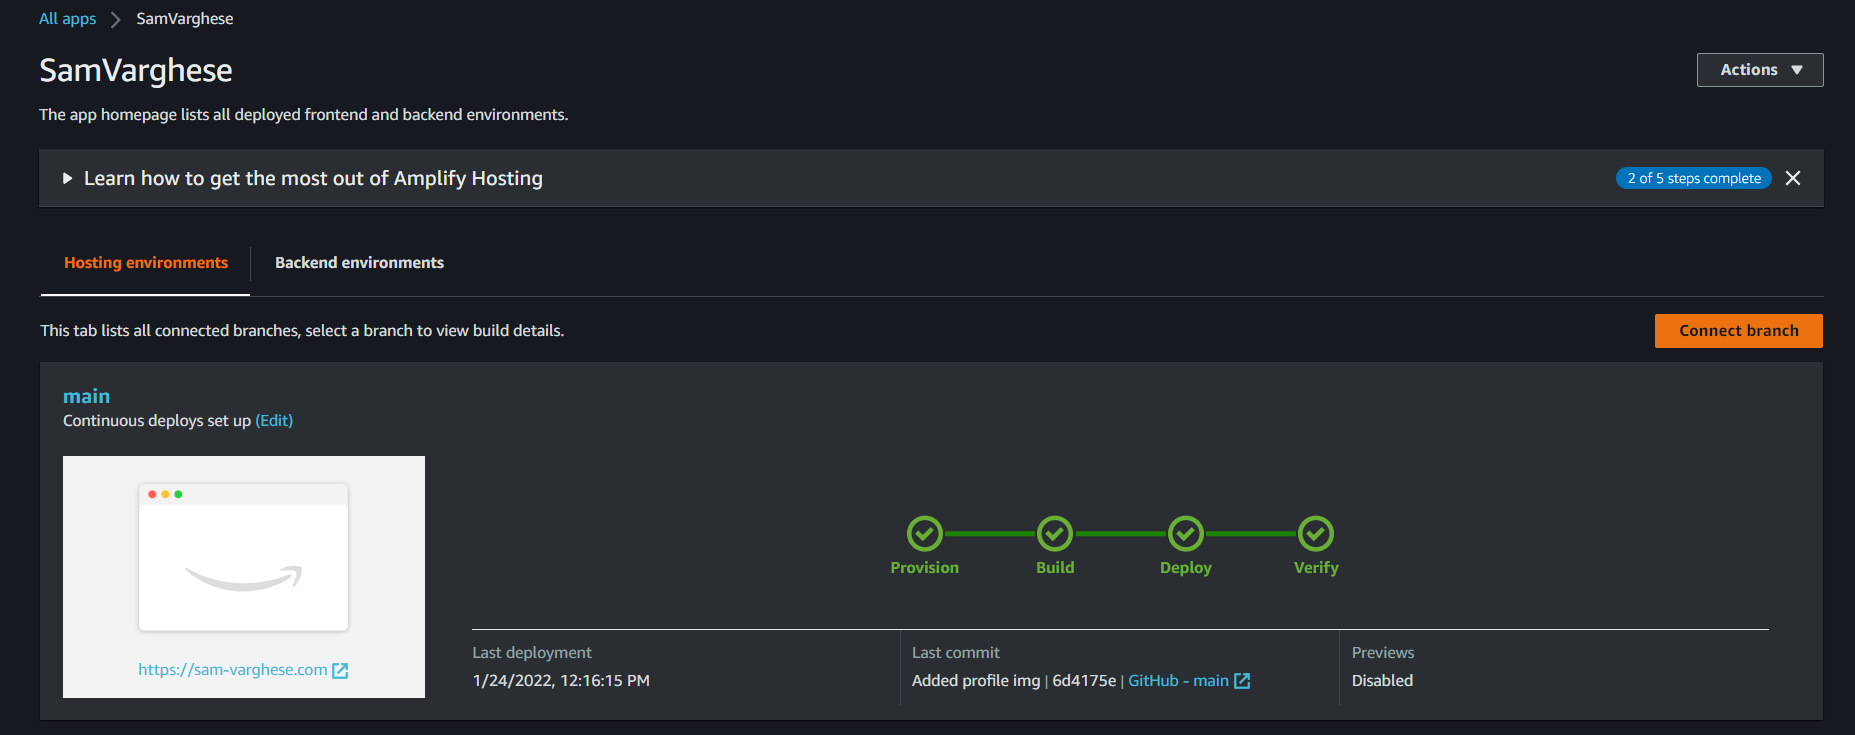 All apps > SamVarghese
SamVarghese
Actions
The app homepage lists all deployed frontend and backend environments.
Learn how to get the most out of Amplify Hosting
2 of 5 steps complete
Hosting environments
Backend environments
This tab lists all connected branches, select a branch to view build details.
Connect branch
main
Continuous deploys set up (Edit)
https://sam-varghese.com
Provision
Build
Deploy
Verify
Last deployment
1/24/2022, 12:16:15 PM
Last commit
Added profile img | 6d4175e | GitHub - main
Previews
Disabled